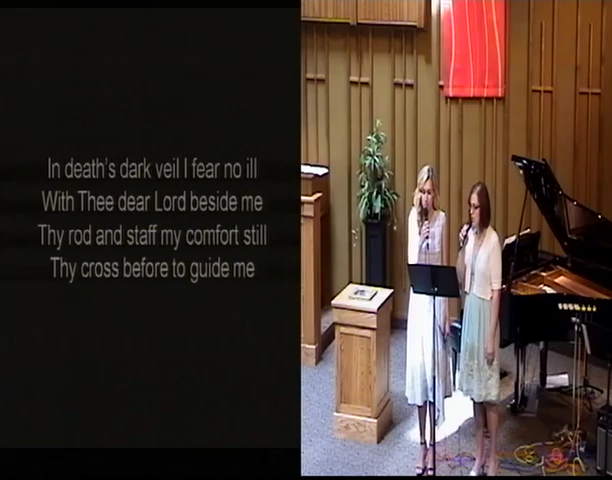 In death's dark veil I fear no ill
With Thee dear Lord beside me
Thy rod and staff my comfort still
Thy cross before to guide me